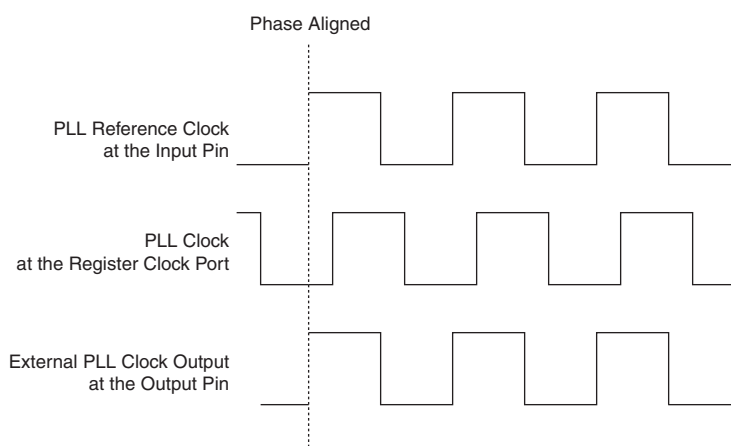 Phase Aligned
PLL Reference Clock
at the Input Pin
PLL Clock
at the Register Clock Port
External PLL Clock Output
at the Output Pin